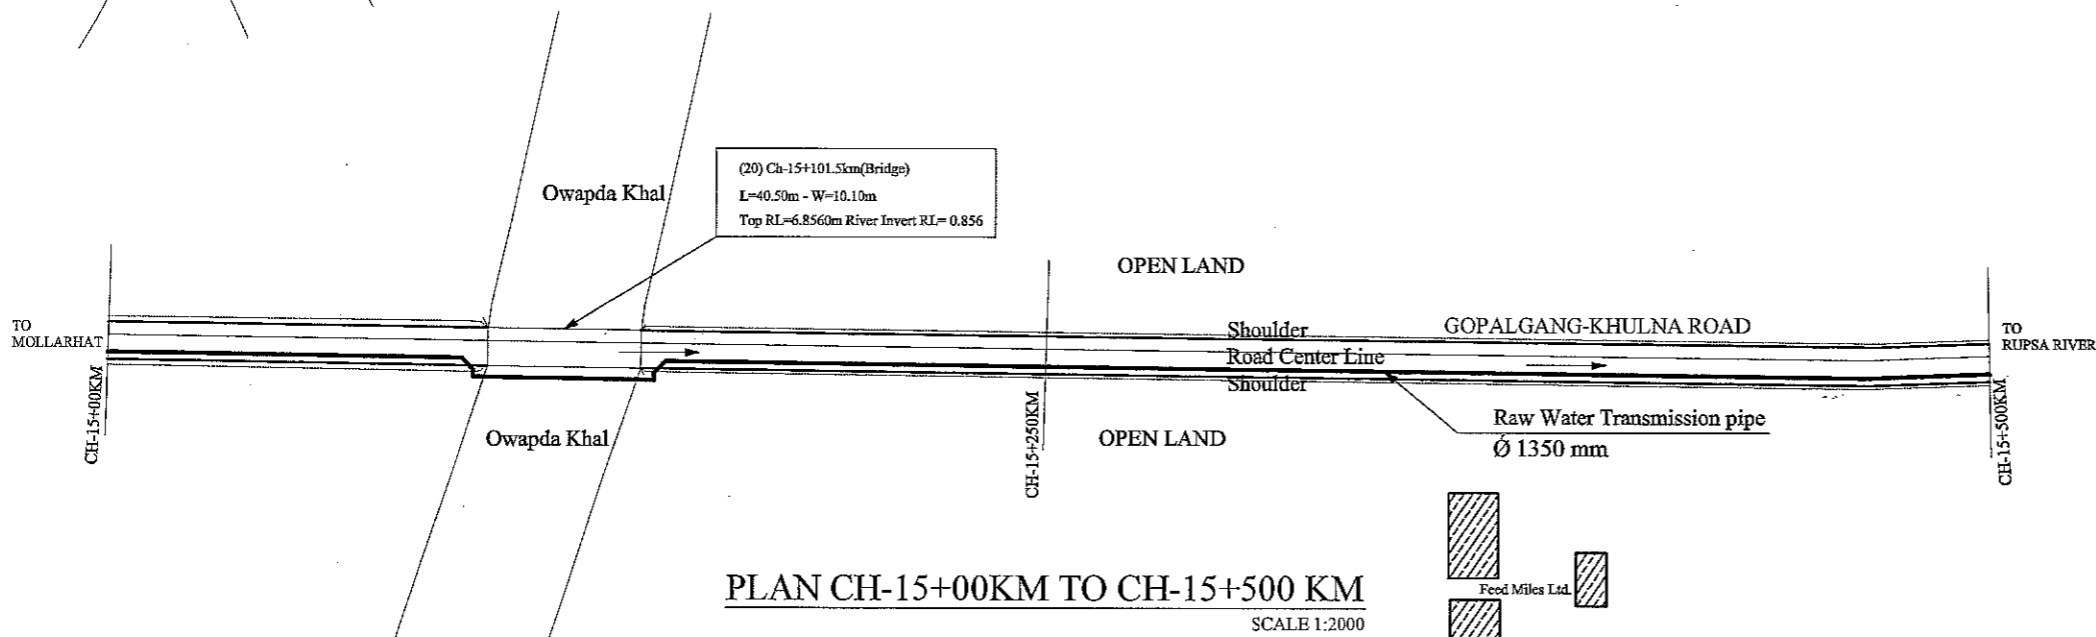 (20) Ch-15+101.5km(Bridge)
L=40.50m - W=10.10m
Top RL=6.8560m River Invert RL= 0.856
Owapda Khal
OPEN LAND
TO
MOLLARHAT
Shoulder
GOPALGANG-KHULNA ROAD
TO
RUPSA RIVER
Road Center Line
Shoulder
CH-15+00KM
Owapda Khal
CH-15+250KM
OPEN LAND
Raw Water Transmission pipe
Ø 1350 mm
CH-15+500KM
PLAN CH-15+00KM TO CH-15+500 KM
SCALE 1:2000
Feed Miles Ltd.